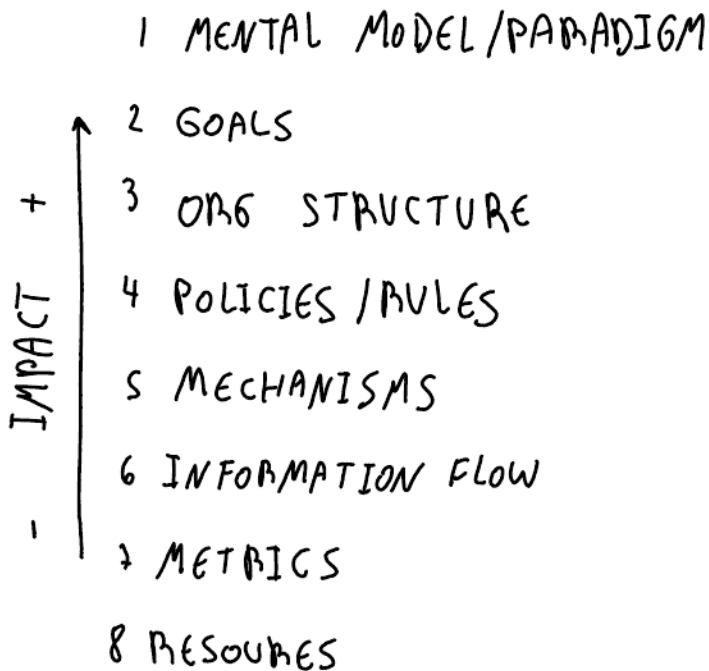 1 MENTAL MODEL/PARADIGM
2 GOALS
3 ORG STRUCTURE
4 POLICIES/RULES
5 MECHANISMS
6 INFORMATION FLOW
7 METRICS
8 RESOURES
- IMPACT +